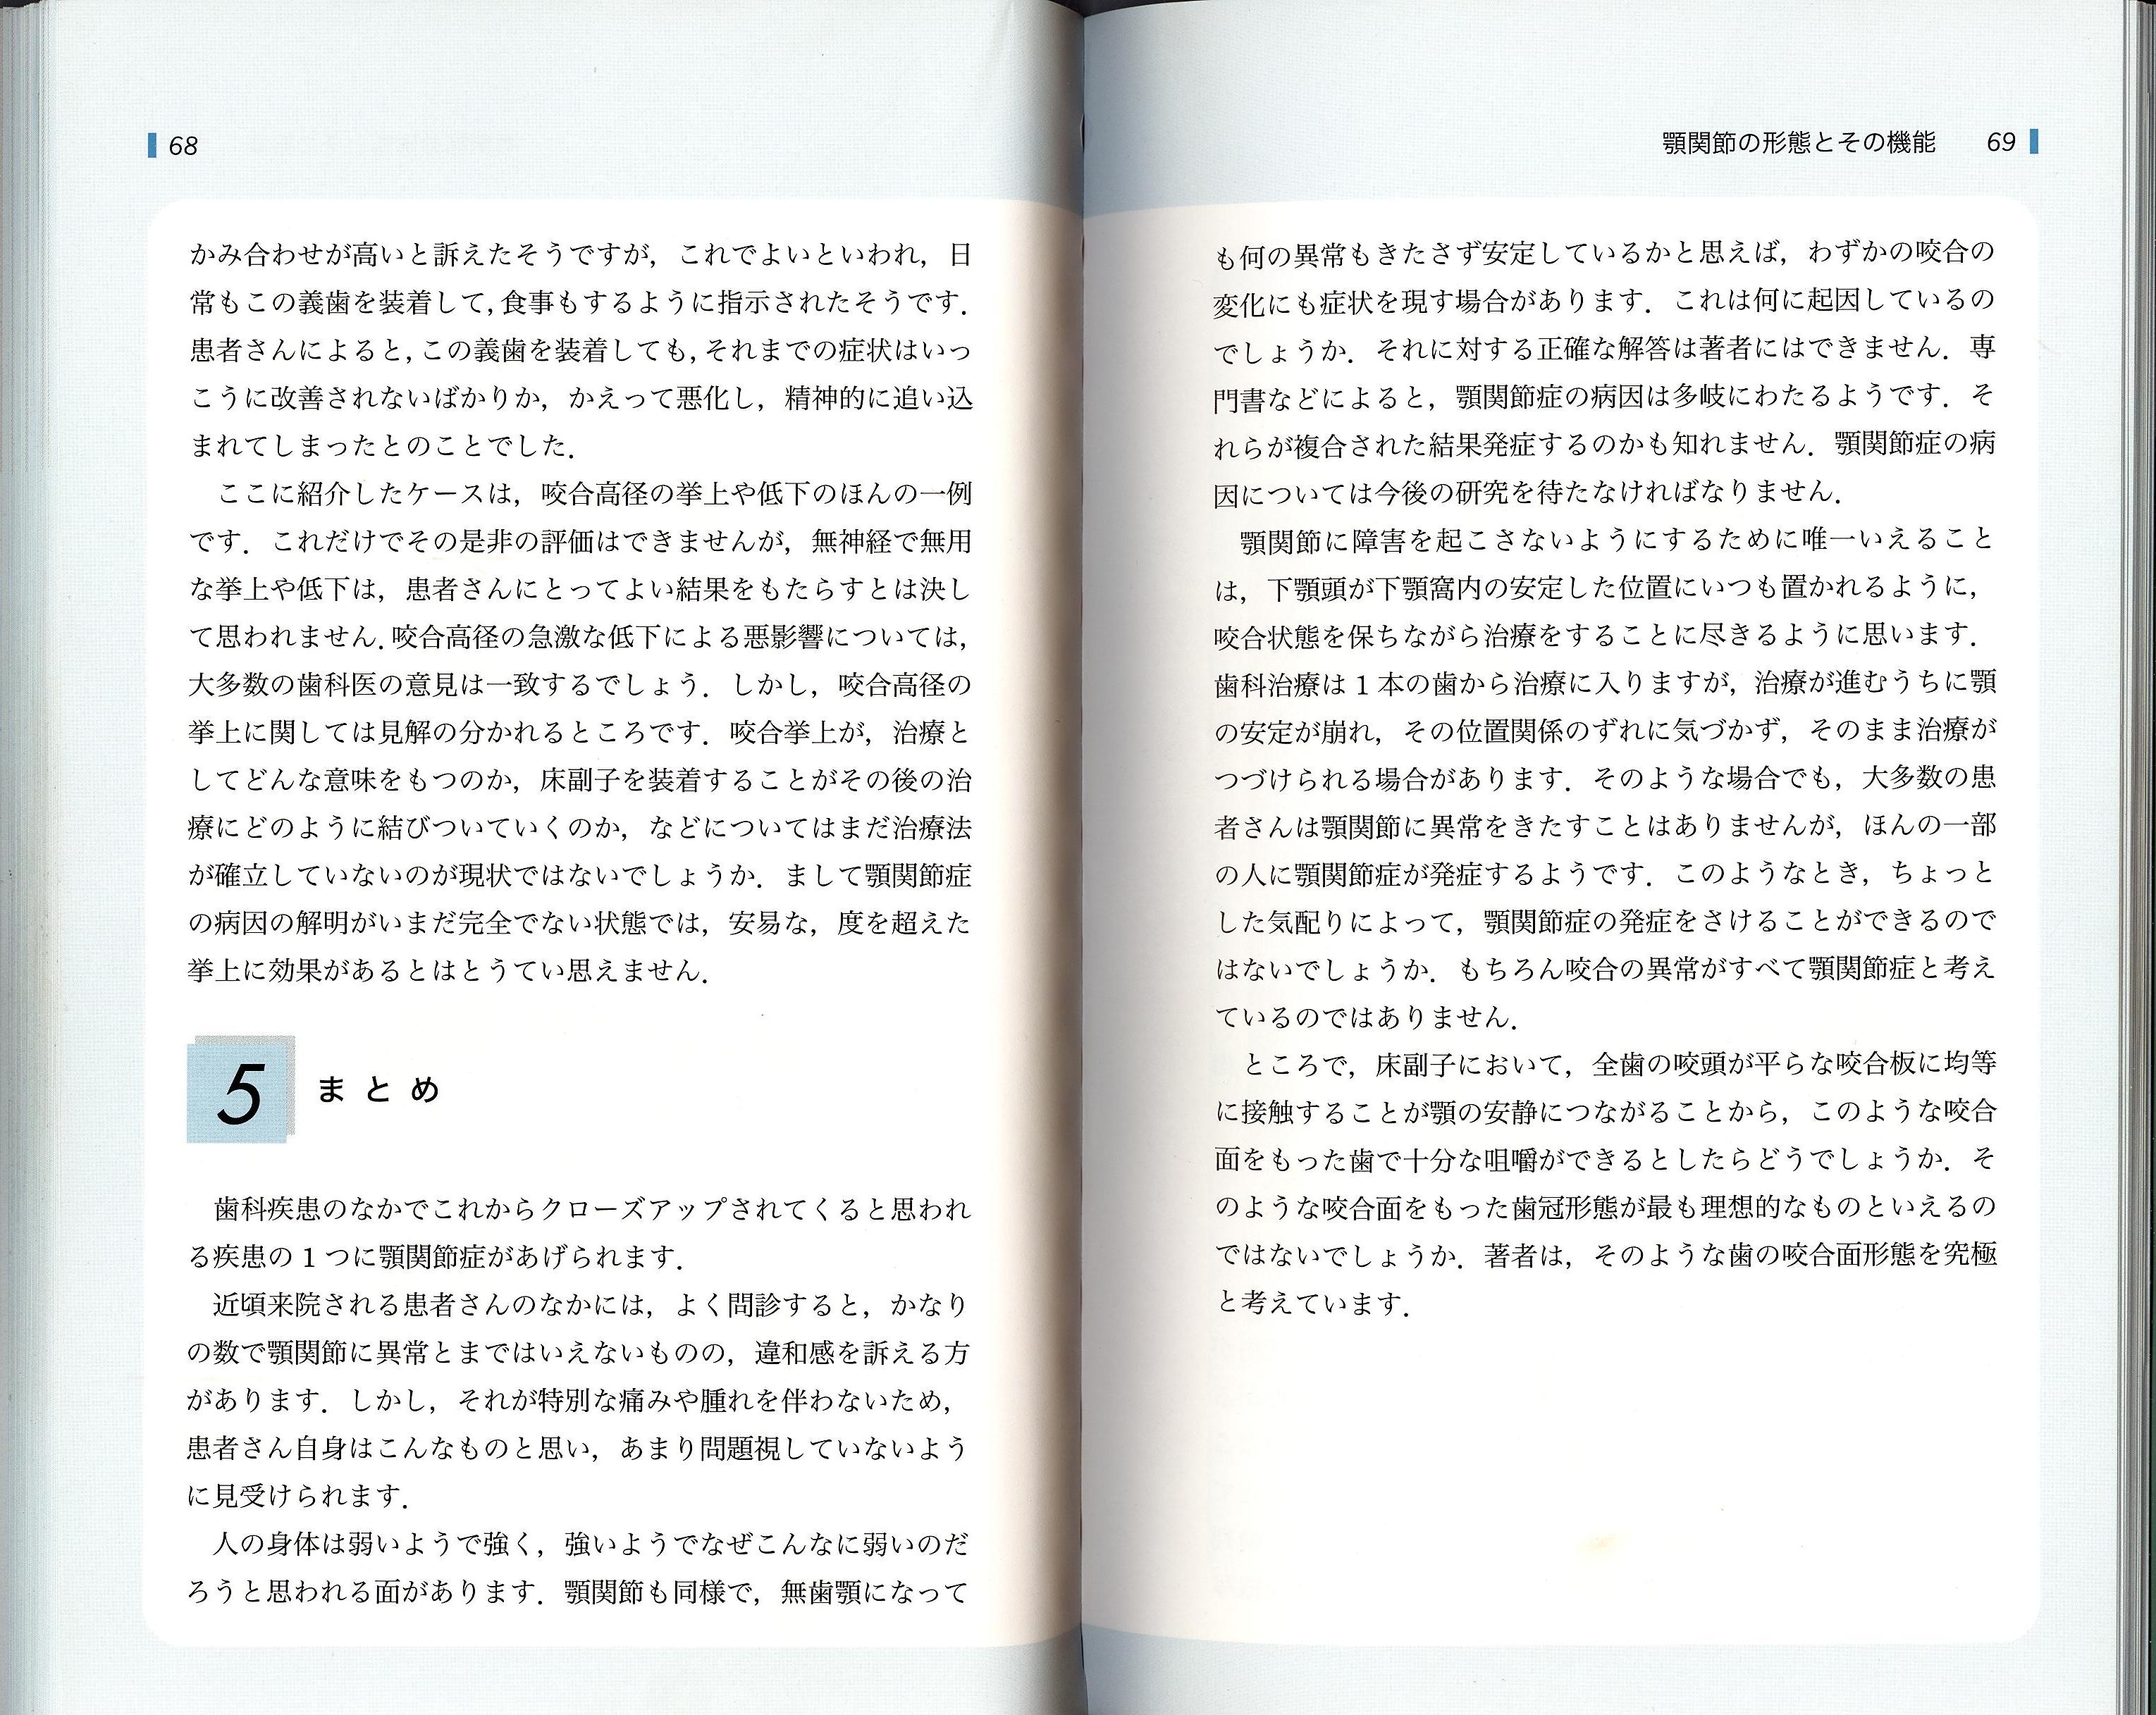 68
かみ合わせが高いと訴えたそうですが，これでよいといわれ，日
常もこの義歯を装着して，食事もするように指示されたそうです．
患者さんによると，この義歯を装着しても，それまでの症状はいっ
こうに改善されないばかりか，かえって悪化し，精神的に追い込
まれてしまったとのことでした．
　ここに紹介したケースは，咬合高径の挙上や低下のほんの一例
です．これだけでその是非の評価はできませんが，無神経で無用
な挙上や低下は，患者さんにとってよい結果をもたらすとは決し
て思われません．咬合高径の急激な低下による悪影響については，
大多数の歯科医の意見は一致するでしょう．しかし，咬合高径の
挙上に関しては見解の分かれるところです．咬合挙上が，治療と
してどんな意味をもつのか，床副子を装着することがその後の治
療にどのように結びついていくのか，などについてはまだ治療法
が確立していないのが現状ではないでしょうか．まして顎関節症
の病因の解明がいまだ完全でない状態では，安易な，度を超えた
挙上に効果があるとはとうてい思えません．
5 まとめ
　歯科疾患のなかでこれからクローズアップされてくると思われ
る疾患の1つに顎関節症があげられます．
　近頃来院される患者さんのなかには，よく問診すると，かなり
の数で顎関節に異常とまではいえないものの，違和感を訴える方
があります．しかし，それが特別な痛みや腫れを伴わないため，
患者さん自身はこんなものと思い，あまり問題視していないよう
に見受けられます．
　人の身体は弱いようで強く，強いようでなぜこんなに弱いのだ
ろうと思われる面があります．顎関節も同様で，無歯顎になって
顎関節の形態とその機能　69
も何の異常もきたさず安定しているかと思えば，わずかの咬合の
変化にも症状を現す場合があります．これは何に起因しているの
でしょうか．それに対する正確な解答は著者にはできません．専
門書などによると，顎関節症の病因は多岐にわたるようです．そ
れらが複合された結果発症するのかも知れません．顎関節症の病
因については今後の研究を待たなければなりません．
　顎関節に障害を起こさないようにするために唯一いえること
は，下顎頭が下顎窩内の安定した位置にいつも置かれるように，
咬合状態を保ちながら治療をすることに尽きるように思います．
歯科治療は1本の歯から治療に入りますが，治療が進むうちに顎
の安定が崩れ，その位置関係のずれに気づかず，そのまま治療が
つづけられる場合があります．そのような場合でも，大多数の患
者さんは顎関節に異常をきたすことはありませんが，ほんの一部
の人に顎関節症が発症するようです．このようなとき，ちょっと
した気配りによって，顎関節症の発症をさけることができるので
はないでしょうか．もちろん咬合の異常がすべて顎関節症と考え
ているのではありません．
　ところで，床副子において，全歯の咬頭が平らな咬合板に均等
に接触することが顎の安静につながることから，このような咬合
面をもった歯で十分な咀嚼ができるとしたらどうでしょうか．そ
のような咬合面をもった歯冠形態が最も理想的なものといえるの
ではないでしょうか．著者は，そのような歯の咬合面形態を究極
と考えています．